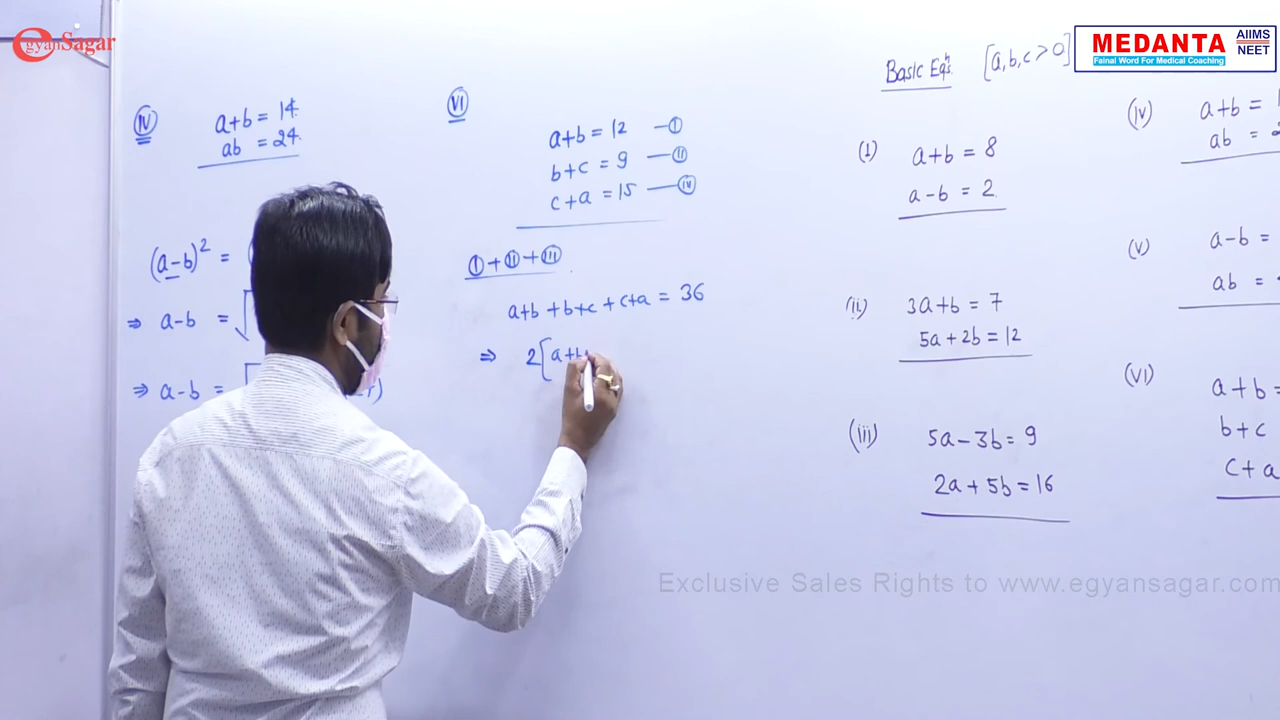 egyanSagar
MEDANTA AIIMS NEET
Fainal Word For Medical Coaching
IV
a+b = 14
ab = 24
(a-b)² =
⇒ a-b = √
⇒ a-b =
VI
a+b = 12 — I
b+c = 9 — II
c+a = 15 — IV
I + II + III
a+b + b+c + c+a = 36
⇒ 2[a+b
Basic Eqⁿs [a,b,c > 0]
(I) a+b = 8
a-b = 2
(ii) 3a+b = 7
5a+2b = 12
(iii) 5a-3b = 9
2a+5b = 16
(iv) a+b =
ab =
(v) a-b =
ab =
(vi) a+b =
b+c
c+a
Exclusive Sales Rights to www.egyansagar.com